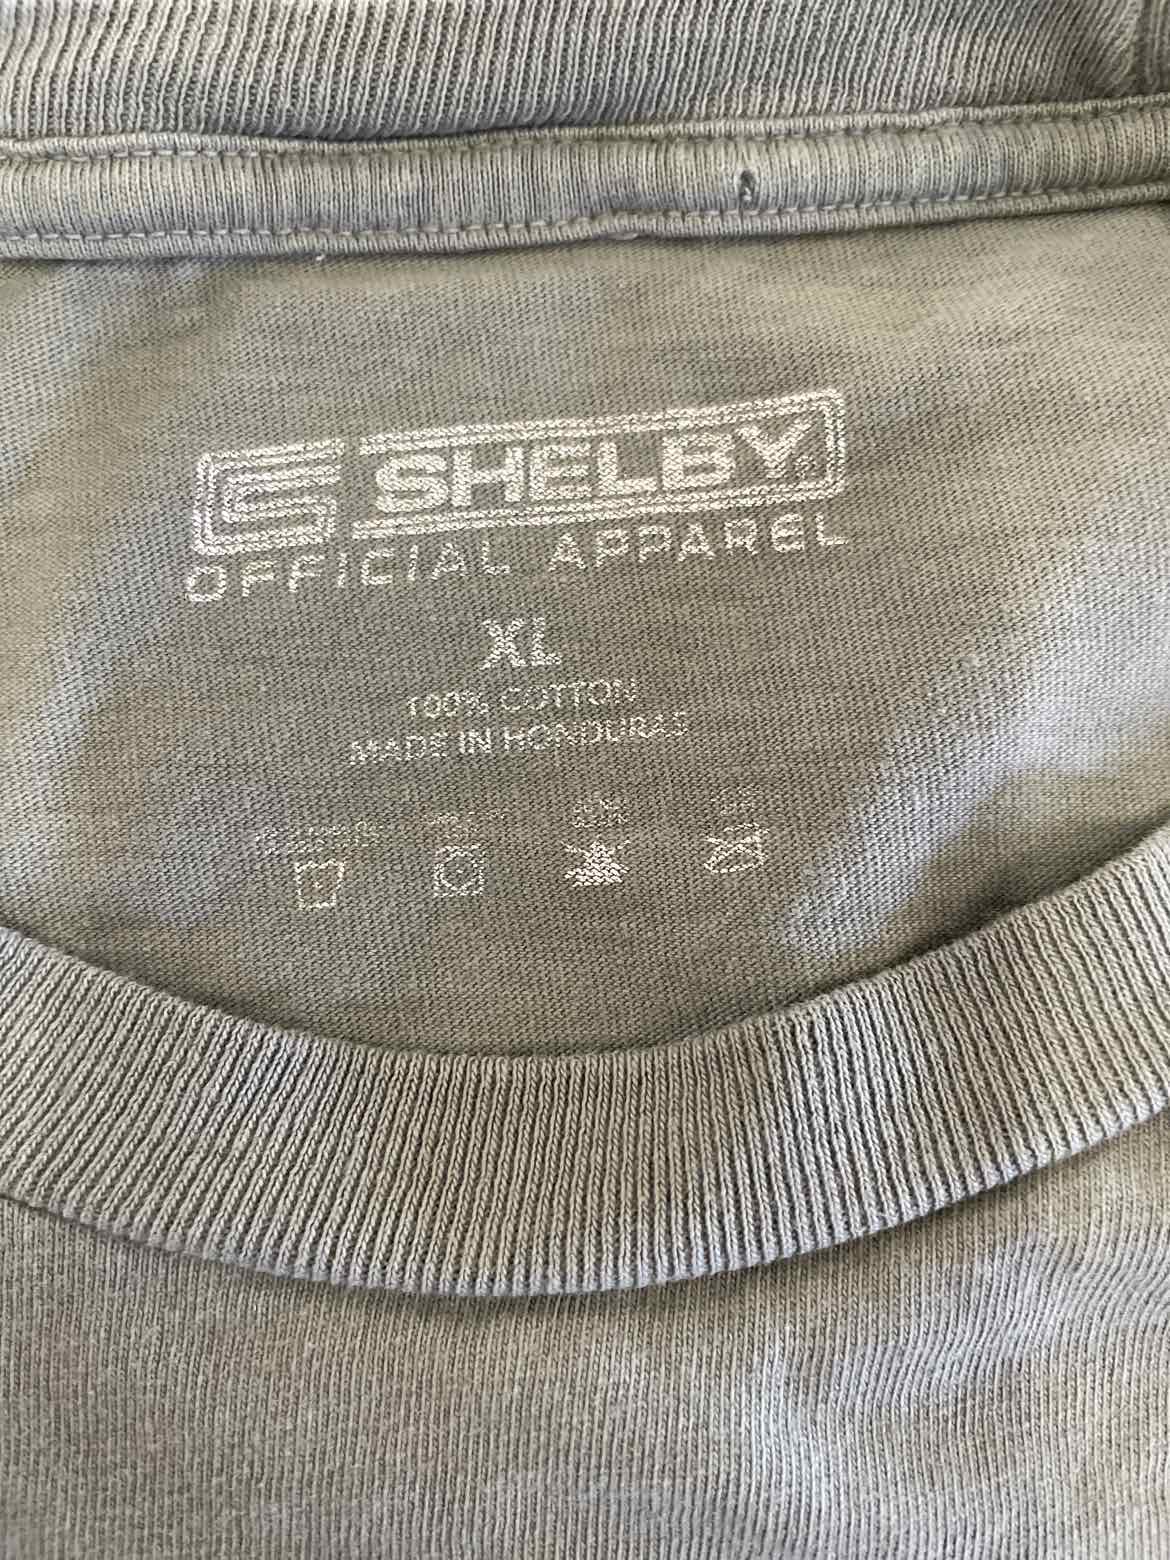 SHELBY
OFFICIAL APPAREL
XL
100% COTTON
MADE IN HONDURAS